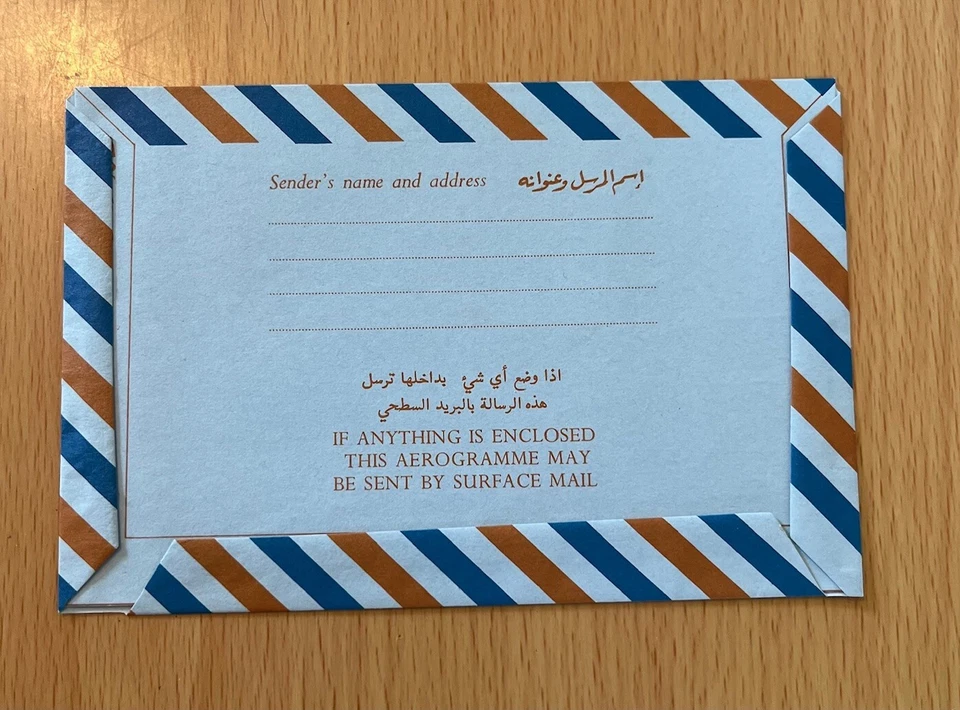 Sender's name and address إسم المرسل وعنوانه
اذا وضع أي شيءٍ بداخلها ترسل
هذه الرسالة بالبريد السطحي
IF ANYTHING IS ENCLOSED
THIS AEROGRAMME MAY
BE SENT BY SURFACE MAIL